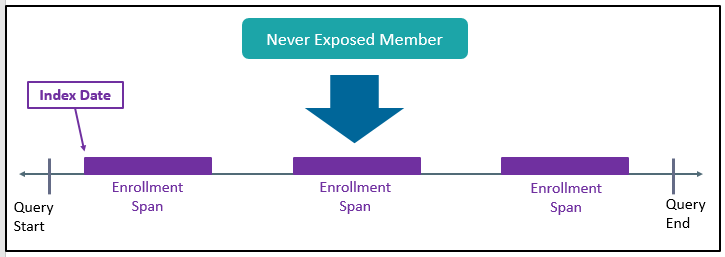 Never Exposed Member
Index Date
Enrollment
Span
Enrollment
Span
Enrollment
Span
Query
Start
Query
End